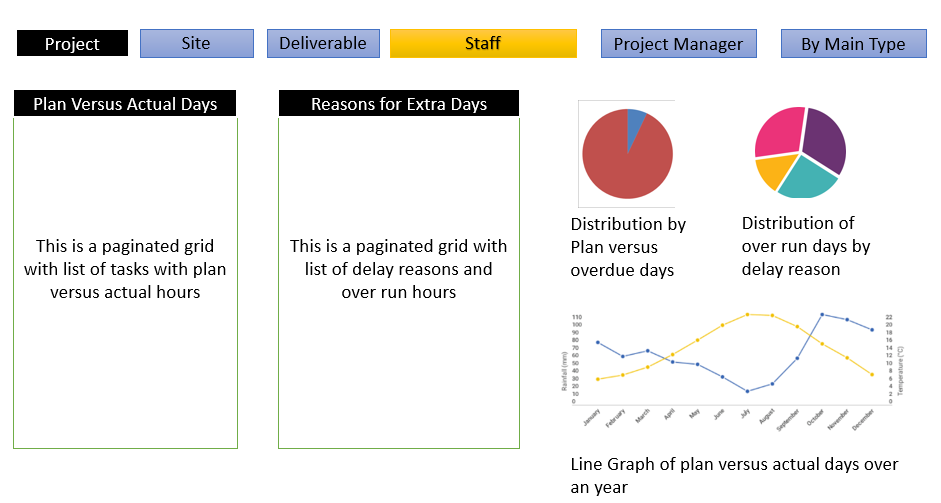 Project
Site
Deliverable
Staff
Project Manager
By Main Type
Plan Versus Actual Days
This is a paginated grid
with list of tasks with plan
versus actual hours
Reasons for Extra Days
This is a paginated grid with
list of delay reasons and
over run hours
Distribution by
Plan versus
overdue days
Distribution of
over run days by
delay reason
110
100
90
80
70
60
50
40
30
20
10
0
Rainfall (mm)
22
20
18
16
14
12
10
8
6
4
2
0
Temperature (°C)
January
February
March
April
May
June
July
August
September
October
November
December
Line Graph of plan versus actual days over
an year